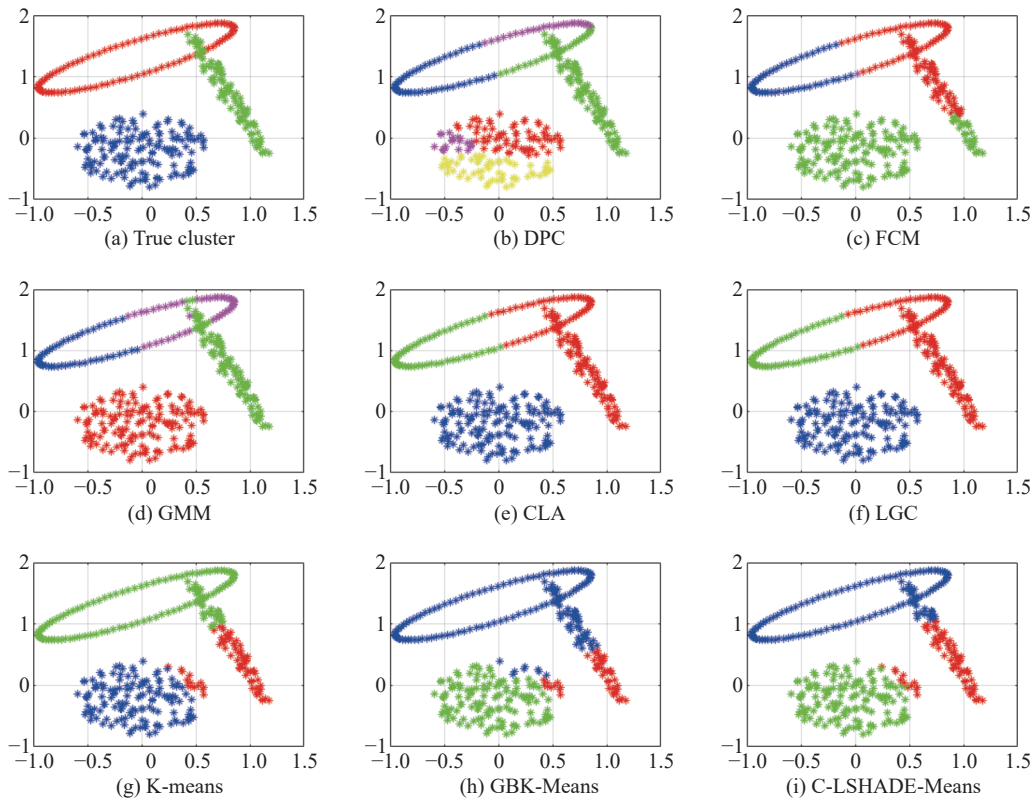 2 2 2
1 1 1
0 0 0
−1 −1 −1
−1.0 −0.5 0 0.5 1.0 1.5 −1.0 −0.5 0 0.5 1.0 1.5 −1.0 −0.5 0 0.5 1.0 1.5
(a) True cluster (b) DPC (c) FCM
2 2 2
1 1 1
0 0 0
−1 −1 −1
−1.0 −0.5 0 0.5 1.0 1.5 −1.0 −0.5 0 0.5 1.0 1.5 −1.0 −0.5 0 0.5 1.0 1.5
(d) GMM (e) CLA (f) LGC
2 2 2
1 1 1
0 0 0
−1 −1 −1
−1.0 −0.5 0 0.5 1.0 1.5 −1.0 −0.5 0 0.5 1.0 1.5 −1.0 −0.5 0 0.5 1.0 1.5
(g) K-means (h) GBK-Means (i) C-LSHADE-Means